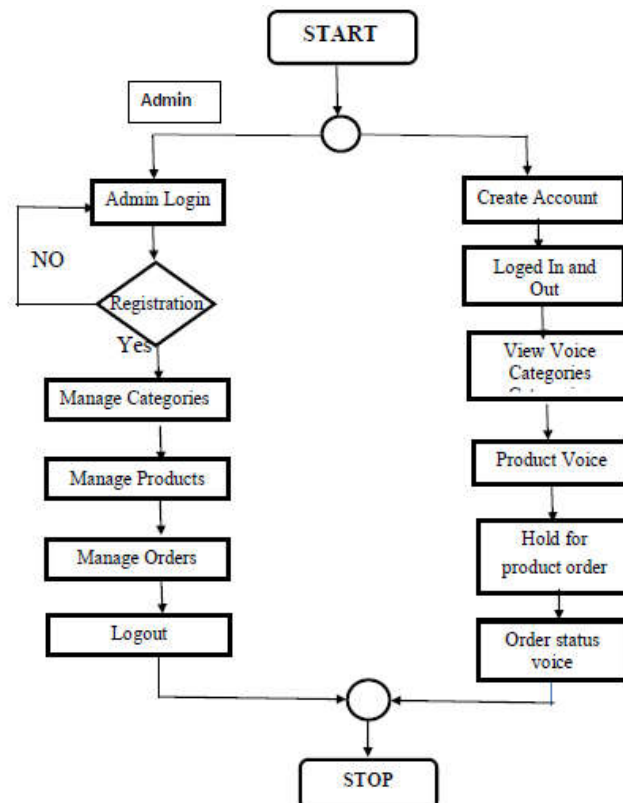 START
Admin
Admin Login
NO
Registration
Yes
Manage Categories
Manage Products
Manage Orders
Logout
Create Account
Loged In and
Out
View Voice
Categories
Product Voice
Hold for
product order
Order status
voice
STOP